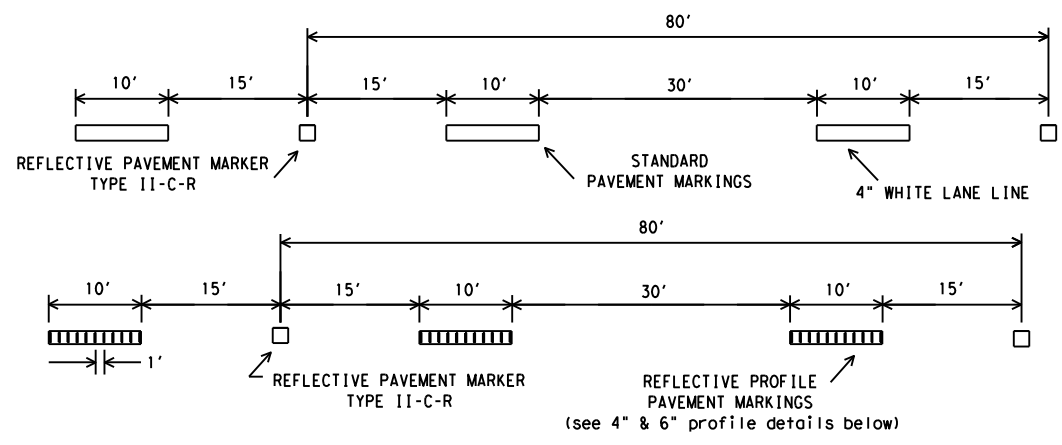 80'
10' 15' 15' 10' 30' 10' 15'
REFLECTIVE PAVEMENT MARKER
TYPE II-C-R
STANDARD
PAVEMENT MARKINGS
4" WHITE LANE LINE
80'
10' 15' 15' 10' 30' 10' 15'
1'
REFLECTIVE PAVEMENT MARKER
TYPE II-C-R
REFLECTIVE PROFILE
PAVEMENT MARKINGS
(see 4" & 6" profile details below)